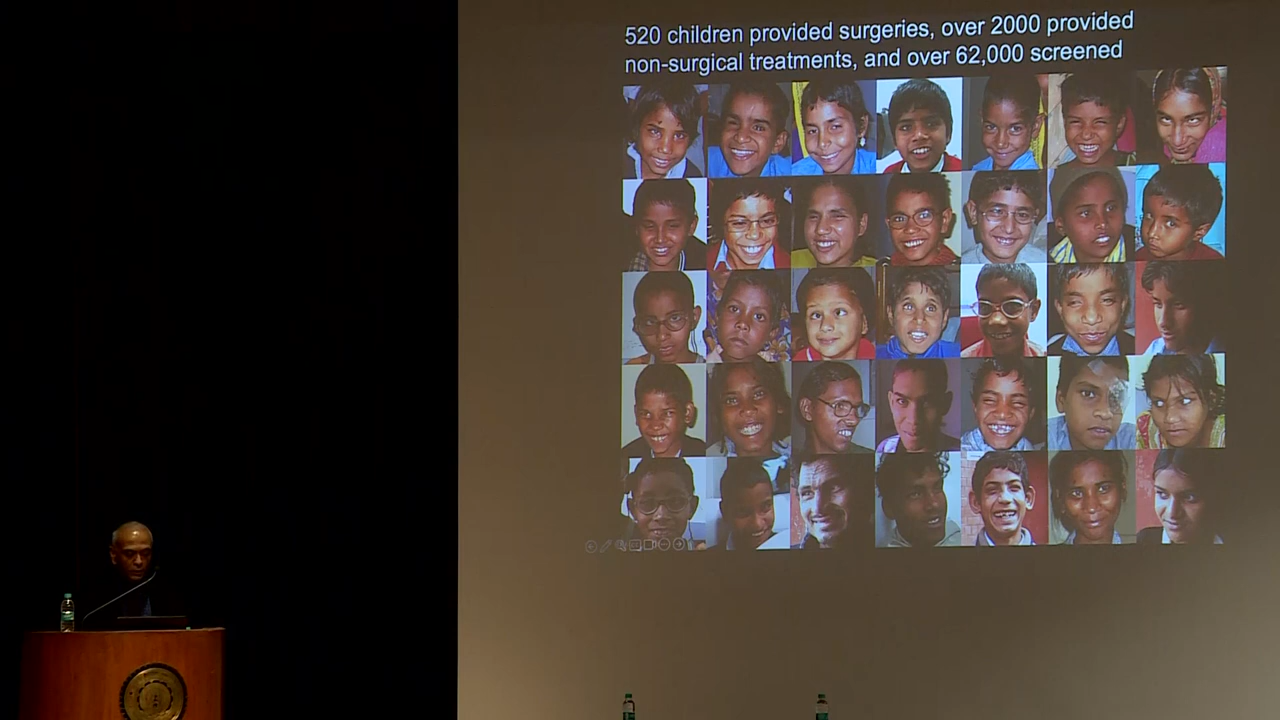 520 children provided surgeries, over 2000 provided
non-surgical treatments, and over 62,000 screened